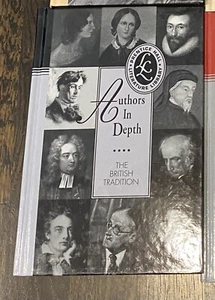 PRENTICE HALL
LITERATURE LIBRARY
Authors
In
Depth
THE
BRITISH
TRADITION